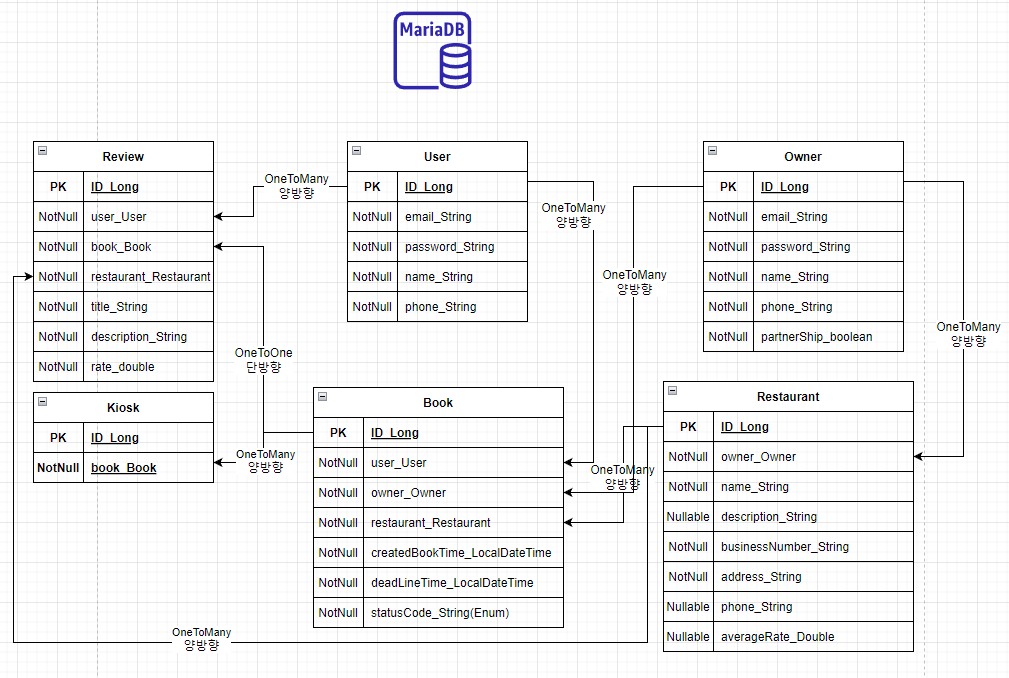 MariaDB
Review
PK ID_Long
NotNull user_User
NotNull book_Book
NotNull restaurant_Restaurant
NotNull title_String
NotNull description_String
NotNull rate_double
Kiosk
PK ID_Long
NotNull book_Book
User
PK ID_Long
NotNull email_String
NotNull password_String
NotNull name_String
NotNull phone_String
Owner
PK ID_Long
NotNull email_String
NotNull password_String
NotNull name_String
NotNull phone_String
NotNull partnerShip_boolean
Book
PK ID_Long
NotNull user_User
NotNull owner_Owner
NotNull restaurant_Restaurant
NotNull createdBookTime_LocalDateTime
NotNull deadLineTime_LocalDateTime
NotNull statusCode_String(Enum)
Restaurant
PK ID_Long
NotNull owner_Owner
NotNull name_String
Nullable description_String
NotNull businessNumber_String
NotNull address_String
Nullable phone_String
Nullable averageRate_Double
OneToMany
양방향
OneToMany
양방향
OneToMany
양방향
OneToMany
양방향
OneToOne
단방향
OneToMany
양방향
OneToMany
양방향
OneToMany
양방향